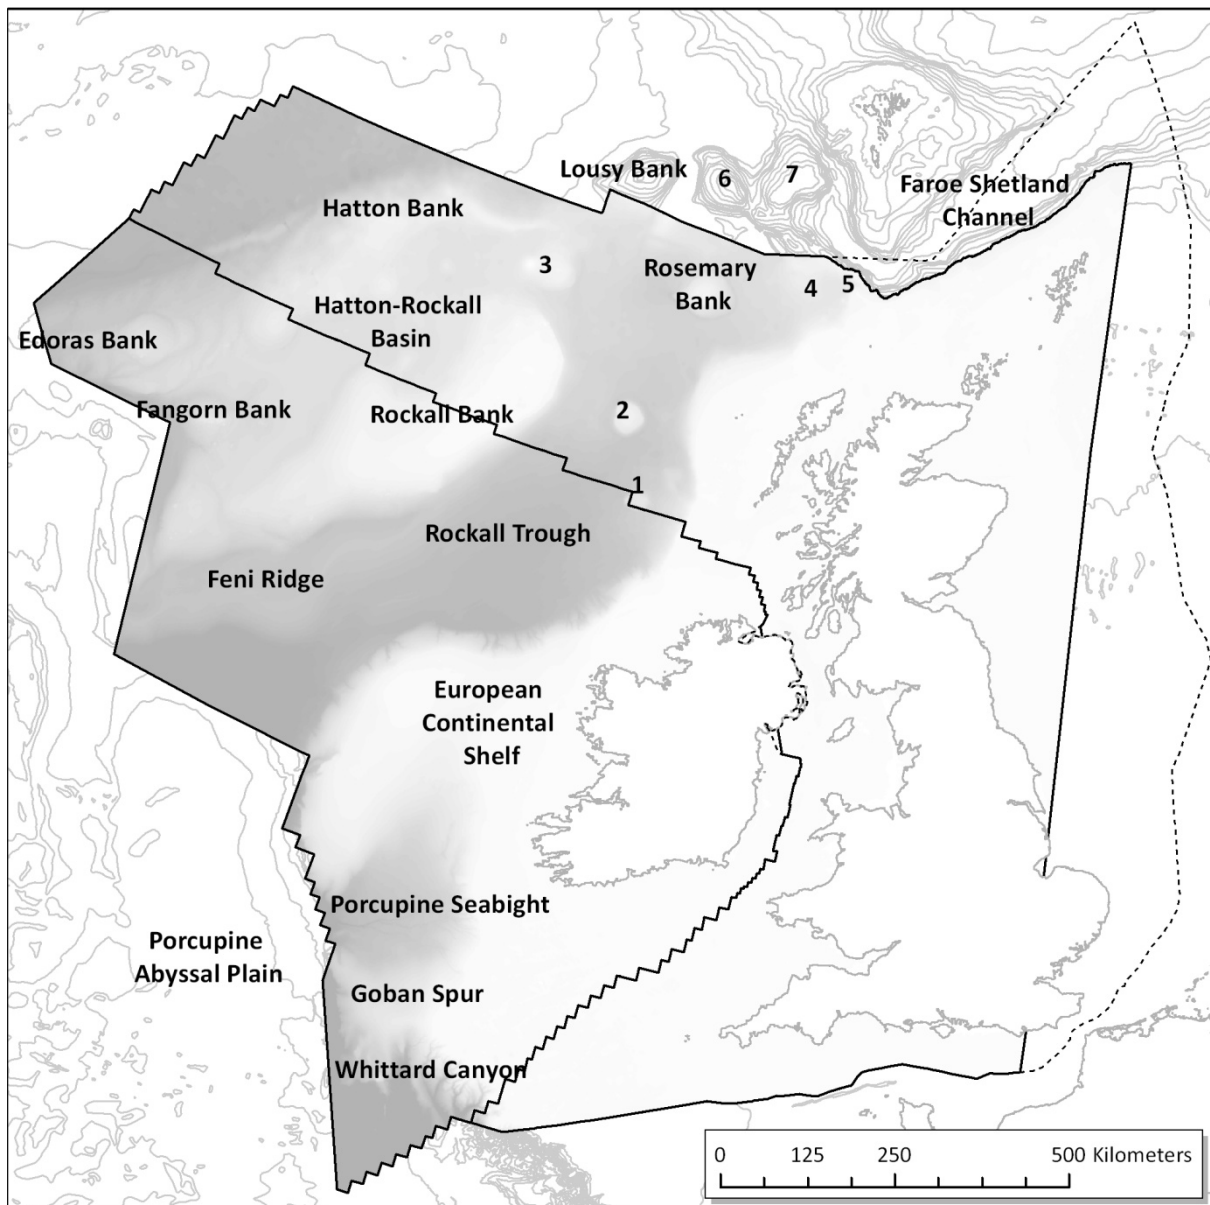 Lousy Bank
6
7
Faroe Shetland
Channel
Hatton Bank
3
Rosemary
Bank
4
5
Hatton-Rockall
Basin
Edoras Bank
Fangorn Bank
Rockall Bank
2
1
Rockall Trough
Feni Ridge
European
Continental
Shelf
Porcupine Seabight
Porcupine
Abyssal Plain
Goban Spur
Whittard Canyon
0 125 250 500 Kilometers